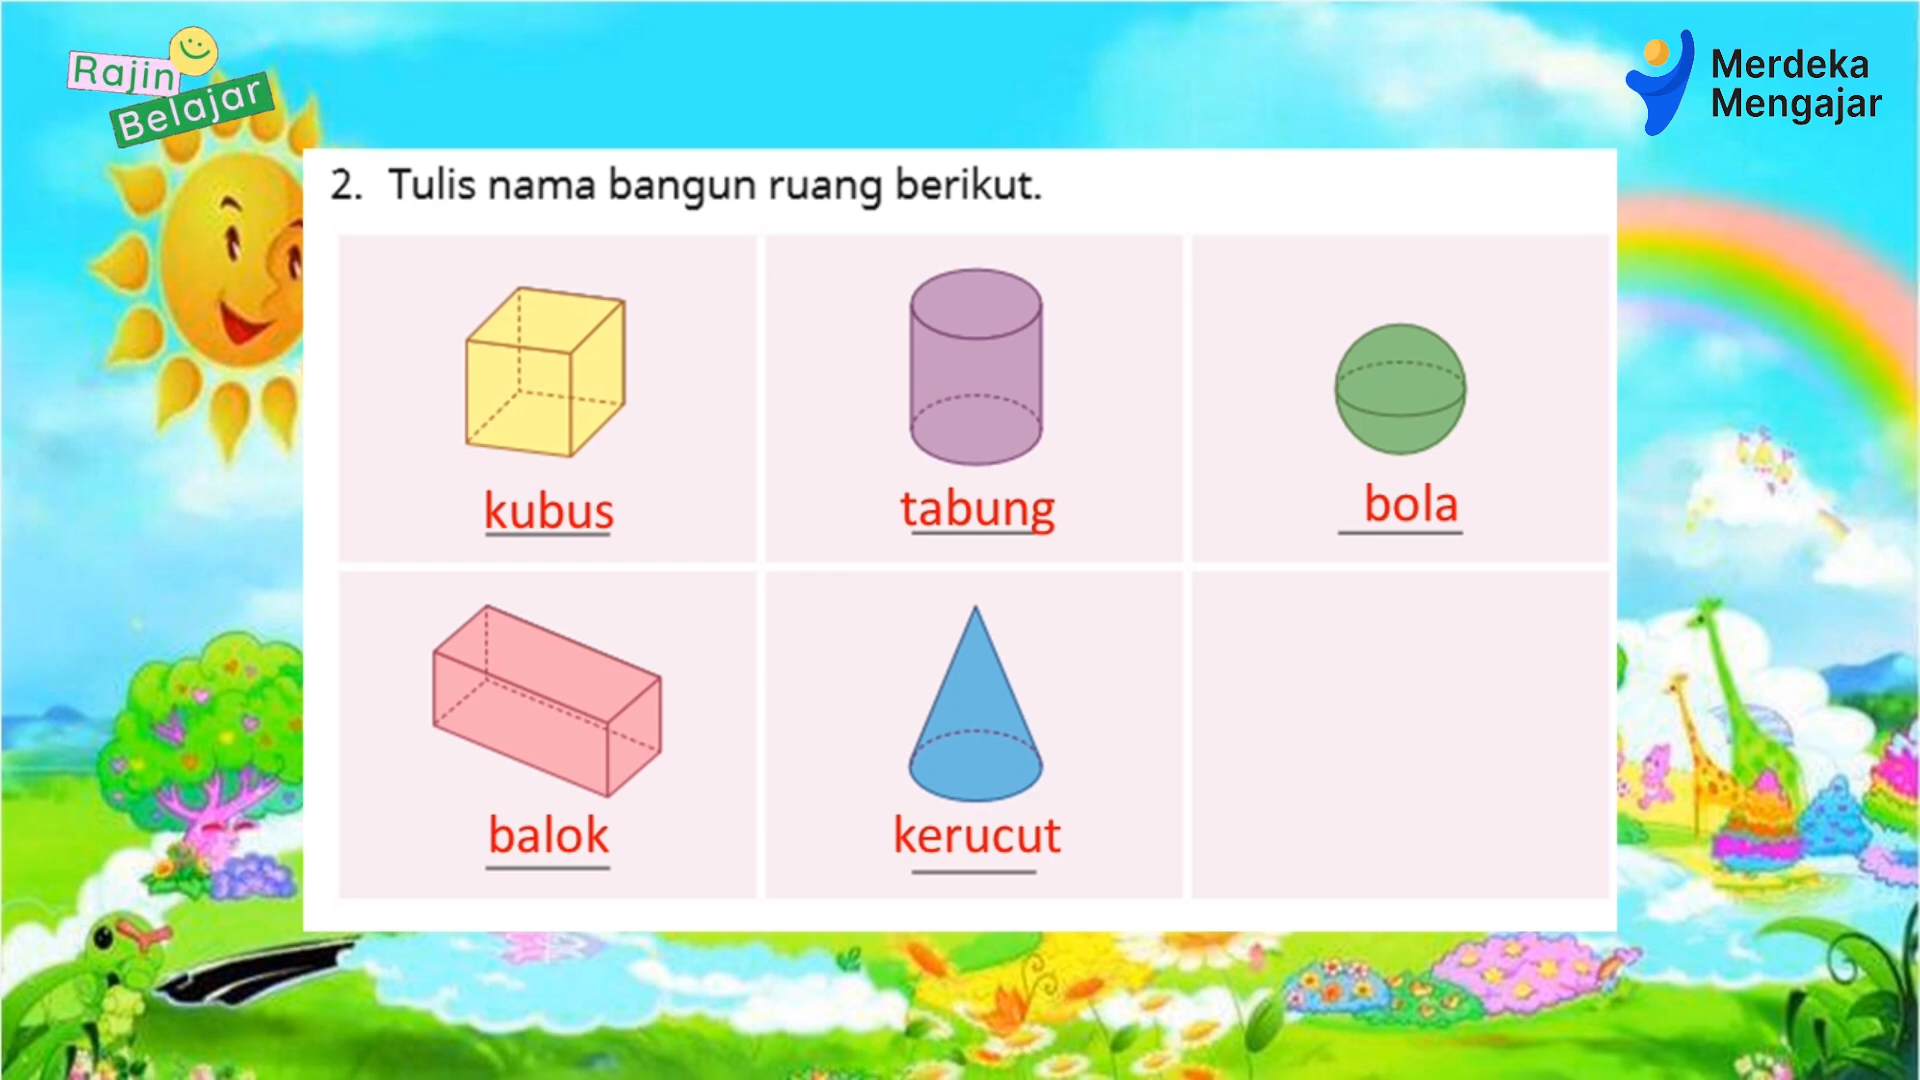 Rajin
Belajar
Merdeka
Mengajar
2. Tulis nama bangun ruang berikut.
kubus
tabung
bola
balok
kerucut